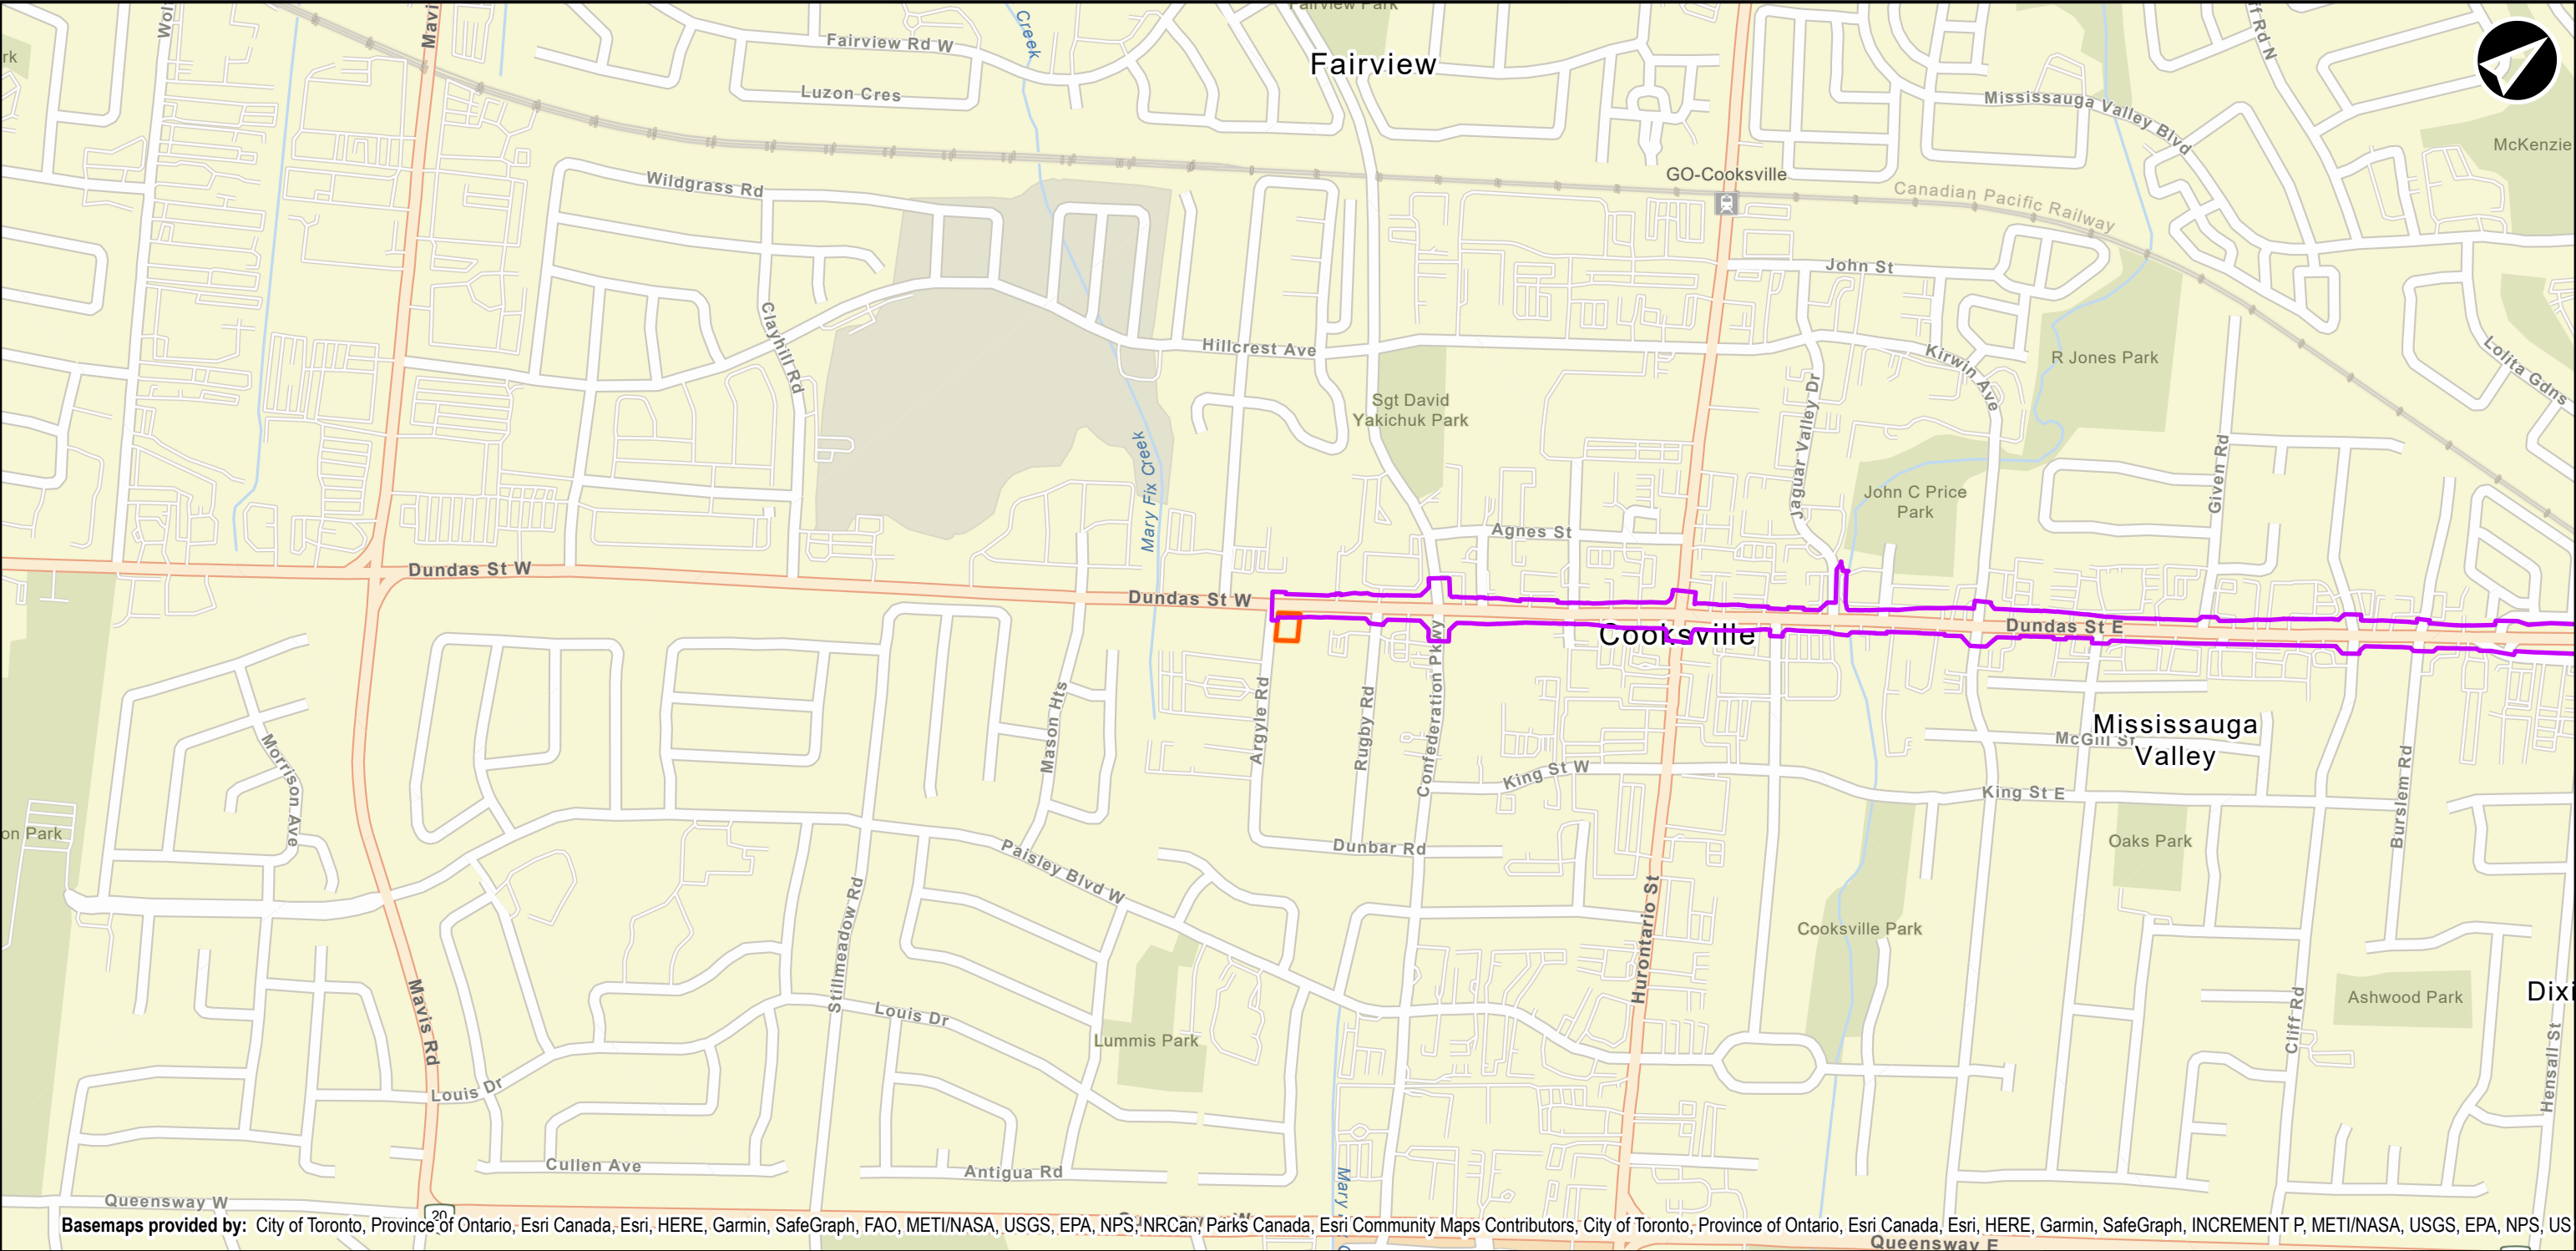 Fairview Park
Creek
Fairview Rd W
Luzon Cres
Fairview
Mississauga Valley Blvd
McKenzie
rk
Wildgrass Rd
GO-Cooksville
Canadian Pacific Railway
John St
Clayhill Rd
Hillcrest Ave
Kirwin Ave
R Jones Park
Lolita Gdns
Sgt David
Yakichuk Park
Jaguar Valley Dr
Given Rd
Mary Fix Creek
John C Price
Park
Agnes St
Dundas St W
Dundas St W
Cooksville
Dundas St E
Argyle Rd
Rugby Rd
Confederation Pkwy
Mason Hts
Morrison Ave
Mississauga
Valley
McGill St
King St W
King St E
Burslem Rd
on Park
Oaks Park
Dunbar Rd
Paisley Blvd W
Stillmeadow Rd
Hurontario St
Cooksville Park
Mavis Rd
Louis Dr
Ashwood Park
Dixi
Cliff Rd
Lummis Park
Hensall St
Louis Dr
Cullen Ave
Antigua Rd
Mary
Queensway W
20
Basemaps provided by: City of Toronto, Province of Ontario, Esri Canada, Esri, HERE, Garmin, SafeGraph, FAO, METI/NASA, USGS, EPA, NPS, NRCan, Parks Canada, Esri Community Maps Contributors, City of Toronto, Province of Ontario, Esri Canada, Esri, HERE, Garmin, SafeGraph, INCREMENT P, METI/NASA, USGS, EPA, NPS, US
Queensway E